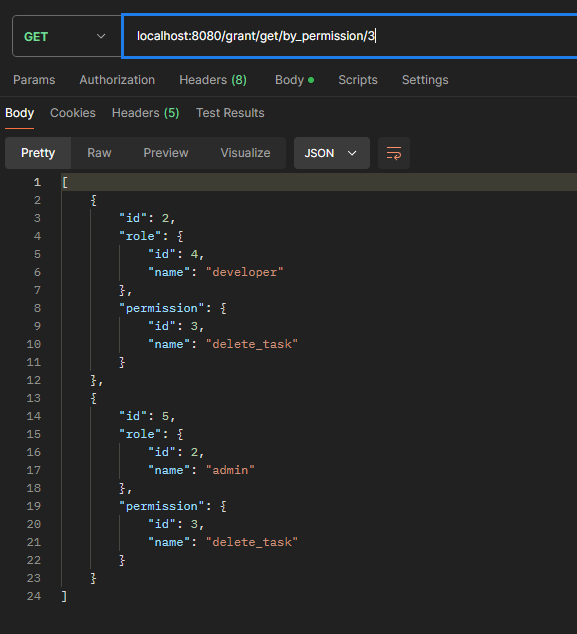 GET localhost:8080/grant/get/by_permission/3
Params Authorization Headers (8) Body Scripts Settings
Body Cookies Headers (5) Test Results
Pretty Raw Preview Visualize JSON
1 [
2 {
3 "id": 2,
4 "role": {
5 "id": 4,
6 "name": "developer"
7 },
8 "permission": {
9 "id": 3,
10 "name": "delete_task"
11 }
12 },
13 {
14 "id": 5,
15 "role": {
16 "id": 2,
17 "name": "admin"
18 },
19 "permission": {
20 "id": 3,
21 "name": "delete_task"
22 }
23 }
24 ]